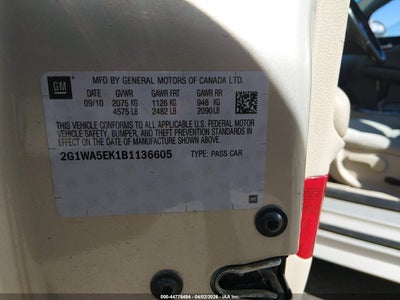 GM
MFD BY GENERAL MOTORS OF CANADA LTD.
DATE GVWR GAWR FRT GAWR RR
09/10 2075 KG 1126 KG 948 KG
4575 LB 2482 LB 2090 LB
THIS VEHICLE CONFORMS TO ALL APPLICABLE U.S. FEDERAL MOTOR
VEHICLE SAFETY, BUMPER, AND THEFT PREVENTION STANDARDS IN
EFFECT ON THE DATE OF MANUFACTURE SHOWN ABOVE.
2G1WA5EK1B1136605 TYPE: PASS CAR